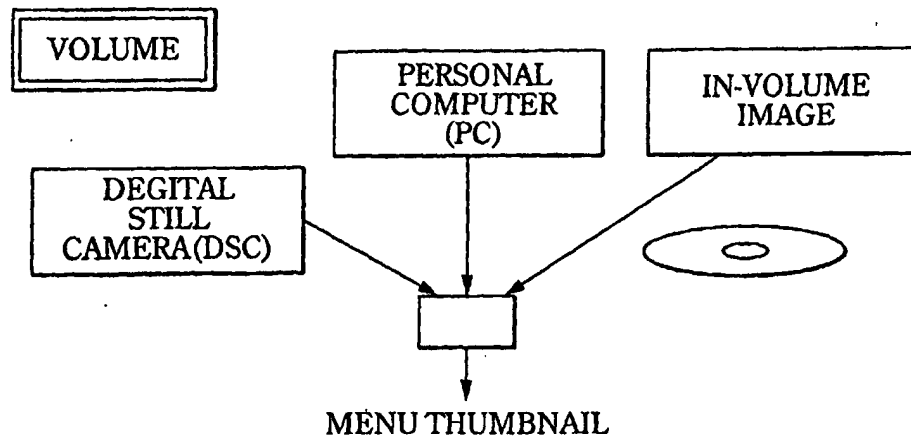 VOLUME
PERSONAL
COMPUTER
(PC)
IN-VOLUME
IMAGE
DEGITAL
STILL
CAMERA(DSC)
MENU THUMBNAIL